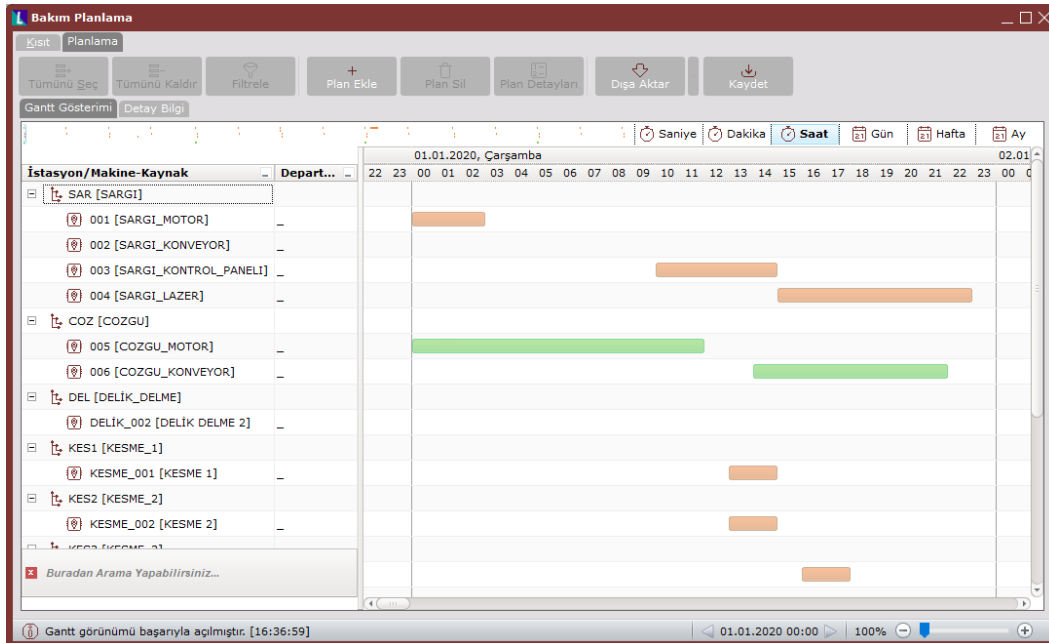 Bakım Planlama
Kısıt Planlama
Tümünü Seç Tümünü Kaldır Filtrele Plan Ekle Plan Sil Plan Detayları Dışa Aktar Kaydet
Gantt Gösterimi Detay Bilgi
Saniye Dakika Saat Gün Hafta Ay
01.01.2020, Çarşamba 02.01
İstasyon/Makine-Kaynak Depart... 22 23 00 01 02 03 04 05 06 07 08 09 10 11 12 13 14 15 16 17 18 19 20 21 22 23 00
SAR [SARGI]
001 [SARGI_MOTOR] _
002 [SARGI_KONVEYOR] _
003 [SARGI_KONTROL_PANELI] _
004 [SARGI_LAZER] _
COZ [COZGU]
005 [COZGU_MOTOR] _
006 [COZGU_KONVEYOR] _
DEL [DELİK_DELME]
DELİK_002 [DELİK DELME 2] _
KES1 [KESME_1]
KESME_001 [KESME 1] _
KES2 [KESME_2]
KESME_002 [KESME 2] _
Buradan Arama Yapabilirsiniz...
Gantt görünümü başarıyla açılmıştır. [16:36:59] 01.01.2020 00:00 100%